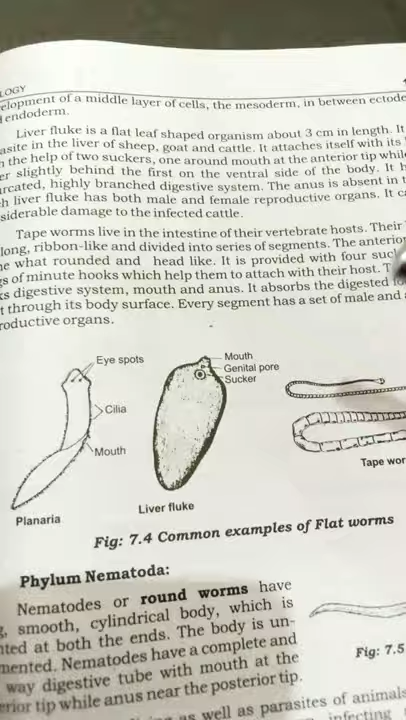 LOGY
elopment of a middle layer of cells, the mesoderm, in between ectode
endoderm.
Liver fluke is a flat leaf shaped organism about 3 cm in length. It
asite in the liver of sheep, goat and cattle. It attaches itself with its
the help of two suckers, one around mouth at the anterior tip while
er slightly behind the first on the ventral side of the body. It h
urcated, highly branched digestive system. The anus is absent in t
h liver fluke has both male and female reproductive organs. It ca
siderable damage to the infected cattle.
Tape worms live in the intestine of their vertebrate hosts. Their
long, ribbon-like and divided into series of segments. The anterior
e what rounded and head like. It is provided with four suc
gs of minute hooks which help them to attach with their host. T
ks digestive system, mouth and anus. It absorbs the digested fo
t through its body surface. Every segment has a set of male and
roductive organs.
Eye spots
Cilia
Mouth
Planaria
Mouth
Genital pore
Sucker
Liver fluke
Tape wor
Fig: 7.4 Common examples of Flat worms
Phylum Nematoda:
Nematodes or round worms have
g, smooth, cylindrical body, which is
nted at both the ends. The body is un-
mented. Nematodes have a complete and
way digestive tube with mouth at the
erior tip while anus near the posterior tip.
Fig: 7.5
as well as parasites of animals
infecting